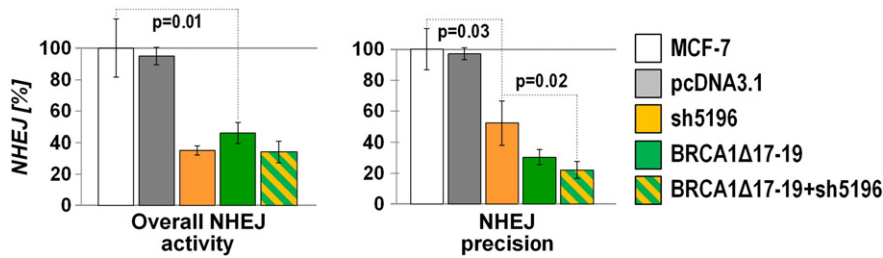 NHEJ [%]
100
80
60
40
20
0
p=0.01
Overall NHEJ
activity
100
80
60
40
20
0
p=0.03
p=0.02
NHEJ
precision
MCF-7
pcDNA3.1
sh5196
BRCA1Δ17-19
BRCA1Δ17-19+sh5196